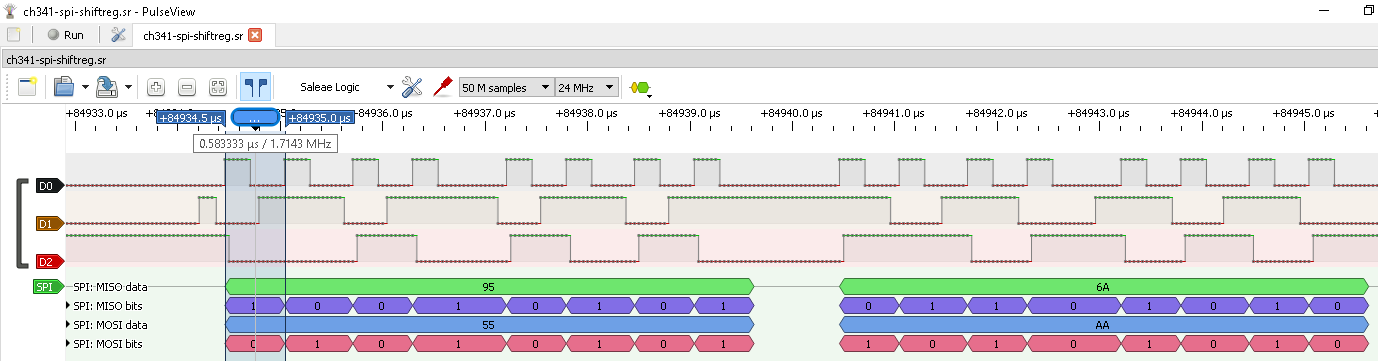 ch341-spi-shiftreg.sr - PulseView
Run
ch341-spi-shiftreg.sr
ch341-spi-shiftreg.sr
Saleae Logic
50 M samples
24 MHz
+84933.0 µs +84936.0 µs +84937.0 µs +84938.0 µs +84939.0 µs +84940.0 µs +84941.0 µs +84942.0 µs +84943.0 µs +84944.0 µs +84945.0 µs
+84934.5 µs ... +84935.0 µs
0.583333 µs / 1.7143 MHz
D0
D1
D2
SPI SPI: MISO data 95 6A
SPI: MISO bits 1 0 0 1 0 1 0 1 0 1 1 0 1 0 1 0
SPI: MOSI data 55 AA
SPI: MOSI bits 0 1 0 1 0 1 0 1 1 0 1 0 1 0 1 0